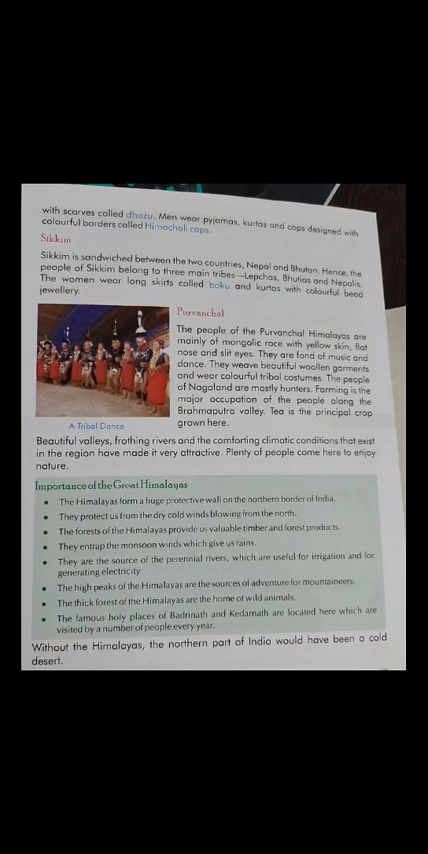 with scarves called dhazu. Men wear pyjamas, kurtas and caps designed with
colourful borders called Himachali caps.
Sikkim
Sikkim is sandwiched between the two countries, Nepal and Bhutan. Hence, the
people of Sikkim belong to three main tribes—Lepchas, Bhutias and Nepalis.
The women wear long skirts called boku and kurtas with colourful bead
jewellery.
Purvanchal
The people of the Purvanchal Himalayas are
mainly of mongolic race with yellow skin, flat
nose and slit eyes. They are fond of music and
dance. They weave beautiful woollen garments
and wear colourful tribal costumes. The people
of Nagaland are mostly hunters. Farming is the
major occupation of the people along the
Brahmaputra valley. Tea is the principal crop
grown here.
A Tribal Dance
Beautiful valleys, frothing rivers and the comforting climatic conditions that exist
in the region have made it very attractive. Plenty of people come here to enjoy
nature.
Importance of the Great Himalayas
• The Himalayas form a huge protective wall on the northern border of India.
• They protect us from the dry cold winds blowing from the north.
• The forests of the Himalayas provide us valuable timber and forest products.
• They entrap the monsoon winds which give us rains.
• They are the source of the perennial rivers, which are useful for irrigation and for
generating electricity.
• The high peaks of the Himalayas are the sources of adventure for mountaineers.
• The thick forest of the Himalayas are the home of wild animals.
• The famous holy places of Badrinath and Kedarnath are located here which are
visited by a number of people every year.
Without the Himalayas, the northern part of India would have been a cold
desert.